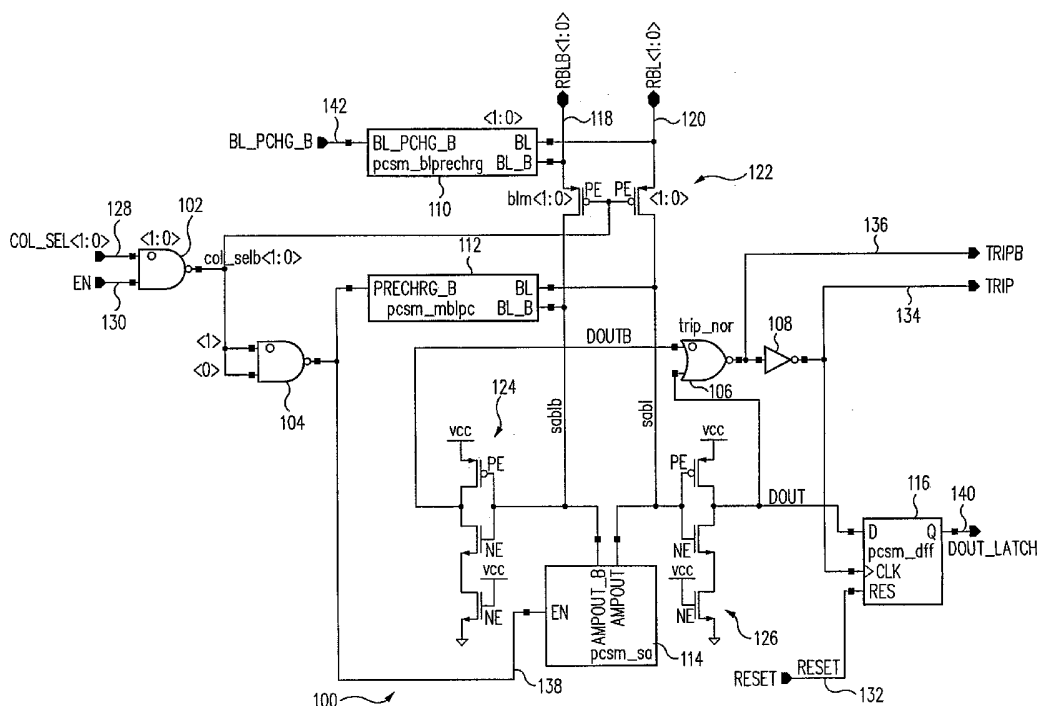 RBLB<1:0>
RBL<1:0>
142
<1:0>
118
120
BL_PCHG_B
BL_PCHG_B
BL
pcsm_blprechrg
BL_B
110
PE
PE
122
blm<1:0>
<1:0>
128
102
COL_SEL<1:0>
<1:0>
col_selb<1:0>
EN
130
112
PRECHRG_B
BL
pcsm_mblpc
BL_B
136
TRIPB
TRIP
134
trip_nor
108
DOUTB
106
<1>
<0>
104
124
sablb
sabl
vcc
PE
NE
vcc
NE
vcc
PE
NE
vcc
NE
DOUT
126
116
140
D
Q
pcsm_dff
DOUT_LATCH
CLK
RES
AMPOUT_B
AMPOUT
EN
pcsm_sa
114
138
100
RESET
RESET
132